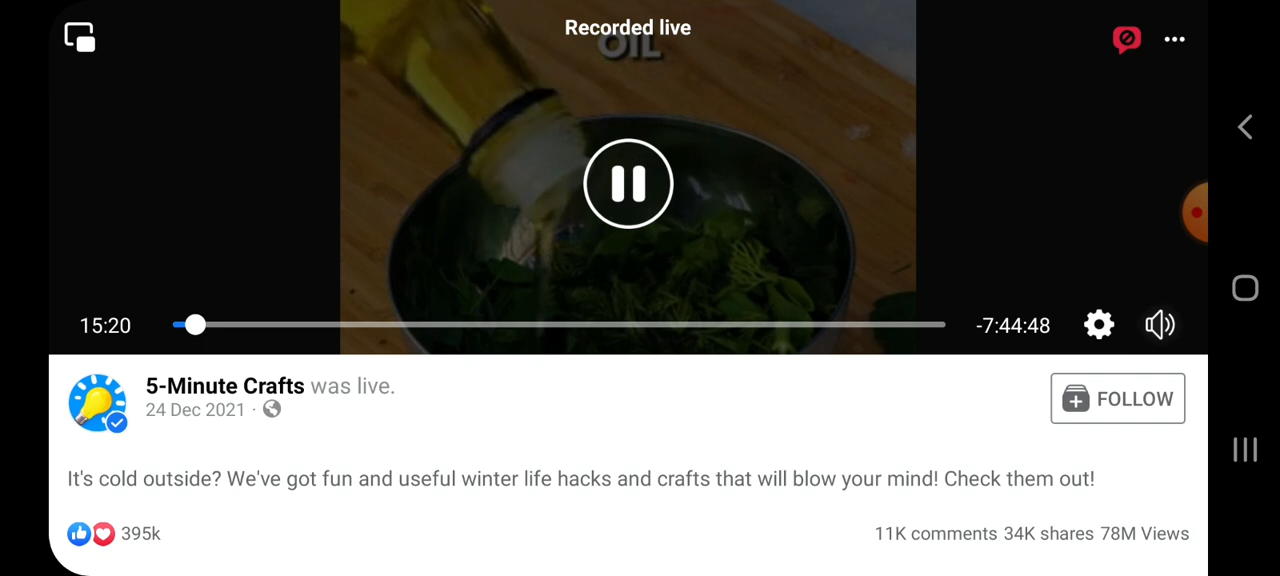 Recorded live
OIL
15:20
-7:44:48
5-Minute Crafts was live.
24 Dec 2021 ·
FOLLOW
It's cold outside? We've got fun and useful winter life hacks and crafts that will blow your mind! Check them out!
395k
11K comments 34K shares 78M Views